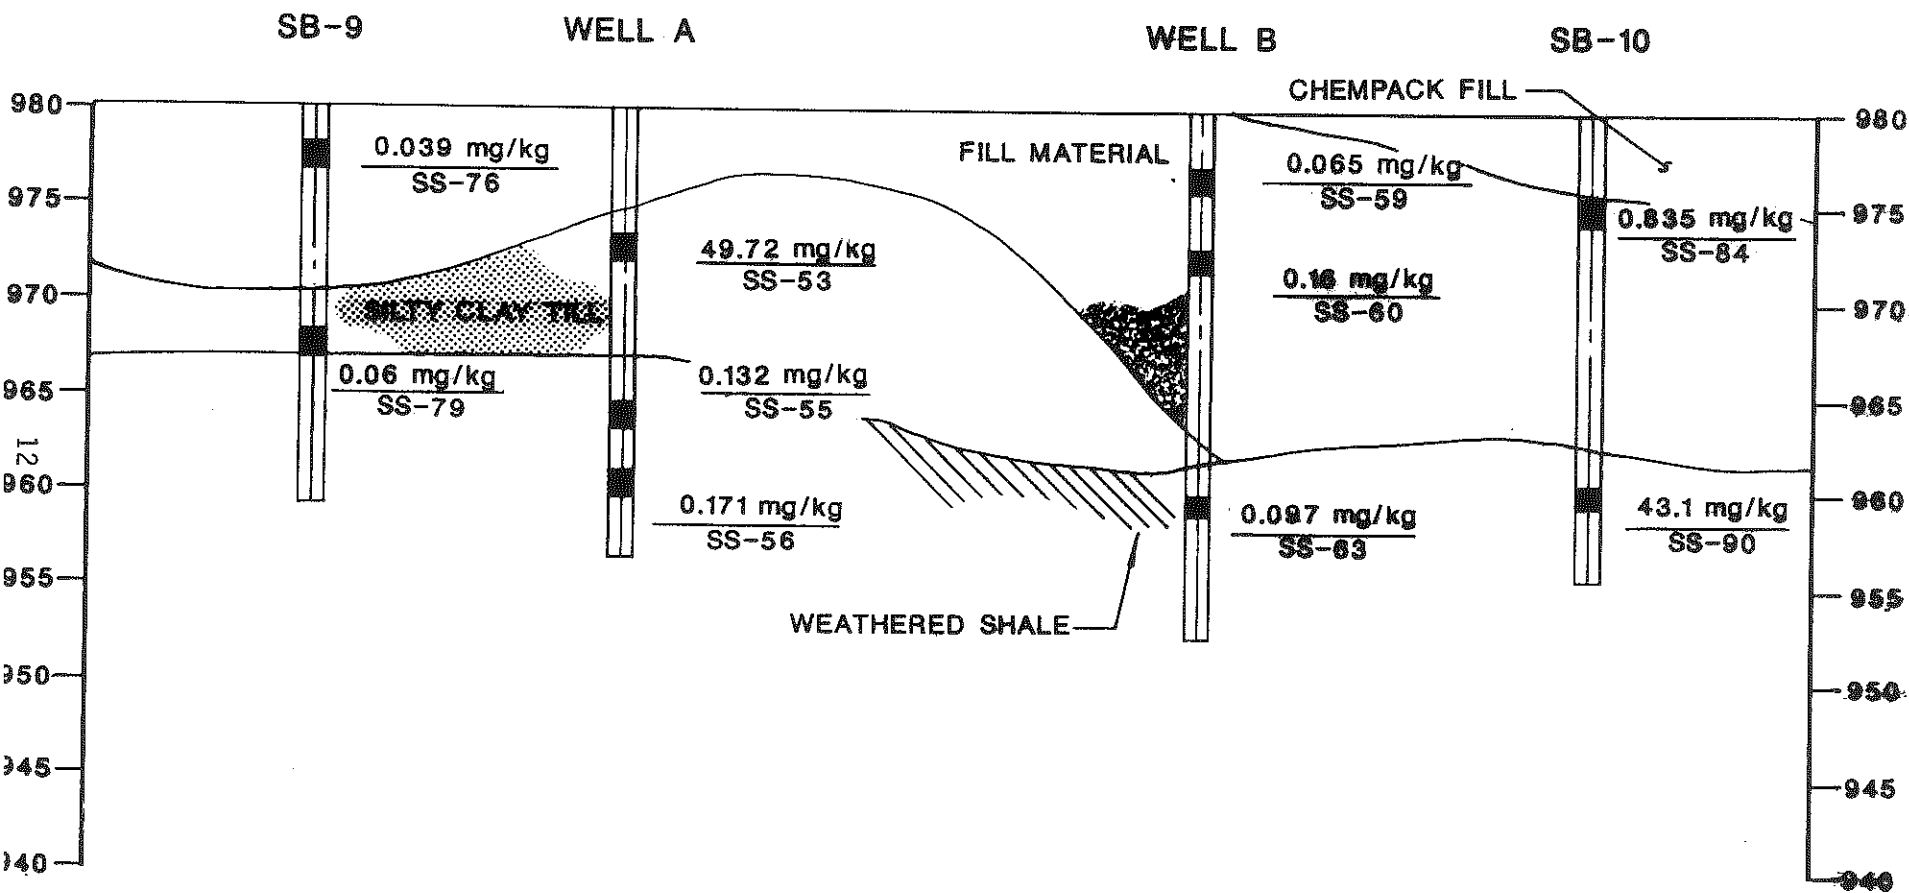 SB-9
WELL A
WELL B
SB-10
CHEMPACK FILL
980
980
0.039 mg/kg
SS-76
FILL MATERIAL
0.065 mg/kg
SS-59
975
975
0.835 mg/kg
SS-84
49.72 mg/kg
SS-53
0.16 mg/kg
SS-60
970
970
SILTY CLAY TILL
0.06 mg/kg
SS-79
0.132 mg/kg
SS-55
965
965
12
960
960
0.171 mg/kg
SS-56
0.097 mg/kg
SS-63
43.1 mg/kg
SS-90
955
955
WEATHERED SHALE
950
950
945
945
940